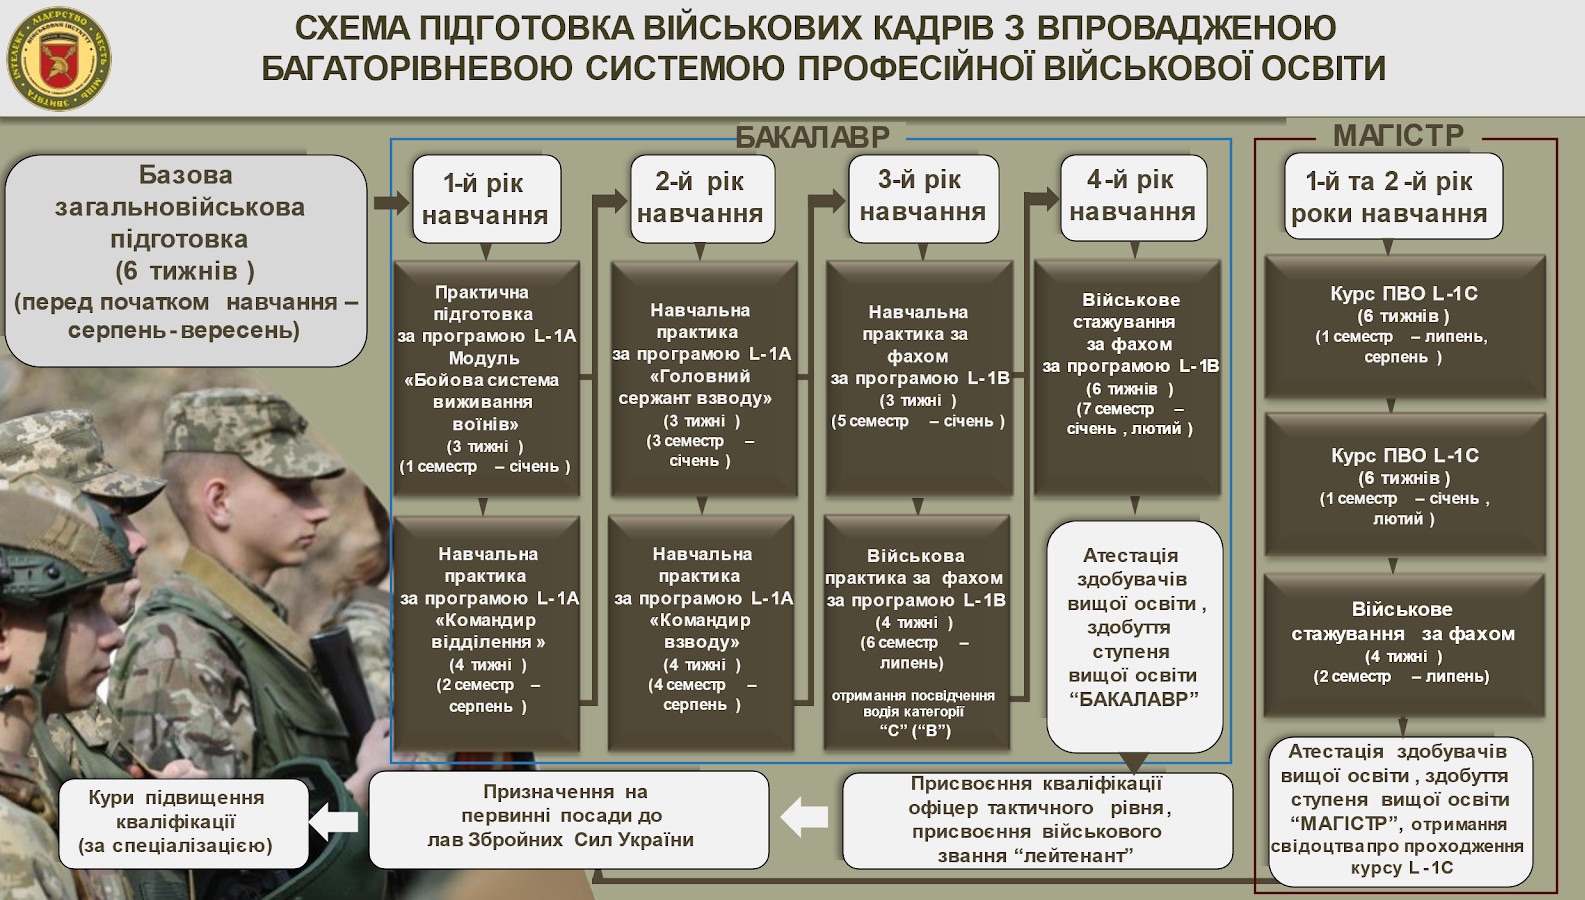 СХЕМА ПІДГОТОВКА ВІЙСЬКОВИХ КАДРІВ З ВПРОВАДЖЕНОЮ
БАГАТОРІВНЕВОЮ СИСТЕМОЮ ПРОФЕСІЙНОЇ ВІЙСЬКОВОЇ ОСВІТИ
ІНТЕЛЕКТ • ЛІДЕРСТВО • ЧЕСТЬ • МІЦЬ • ЗВИТЯГА
Базова
загальновійськова
підготовка
(6 тижнів )
(перед початком навчання –
серпень-вересень)
БАКАЛАВР
1-й рік
навчання
Практична
підготовка
за програмою L-1A
Модуль
«Бойова система
виживання
воїнів»
(3 тижні )
(1 семестр – січень )
Навчальна
практика
за програмою L-1A
«Командир
відділення »
(4 тижні )
(2 семестр –
серпень )
2-й рік
навчання
Навчальна
практика
за програмою L-1A
«Головний
сержант взводу»
(3 тижні )
(3 семестр –
січень )
Навчальна
практика
за програмою L-1A
«Командир
взводу»
(4 тижні )
(4 семестр –
серпень )
3-й рік
навчання
Навчальна
практика за
фахом
за програмою L-1B
(3 тижні )
(5 семестр – січень )
Військова
практика за фахом
за програмою L-1B
(4 тижні )
(6 семестр –
липень)
отримання посвідчення
водія категорії
“С” (“В”)
4-й рік
навчання
Військове
стажування
за фахом
за програмою L-1B
(6 тижнів )
(7 семестр –
січень , лютий )
Атестація
здобувачів
вищої освіти ,
здобуття
ступеня
вищої освіти
“БАКАЛАВР”
МАГІСТР
1-й та 2 -й рік
роки навчання
Курс ПВО L -1C
(6 тижнів )
(1 семестр – липень,
серпень )
Курс ПВО L -1C
(6 тижнів )
(1 семестр – січень ,
лютий )
Військове
стажування за фахом
(4 тижні )
(2 семестр – липень)
Атестація здобувачів
вищої освіти , здобуття
ступеня вищої освіти
“МАГІСТР”, отримання
свідоцтва про проходження
курсу L -1C
Присвоєння кваліфікації
офіцер тактичного рівня,
присвоєння військового
звання “лейтенант”
Призначення на
первинні посади до
лав Збройних Сил України
Кури підвищення
кваліфікації
(за спеціалізацією)